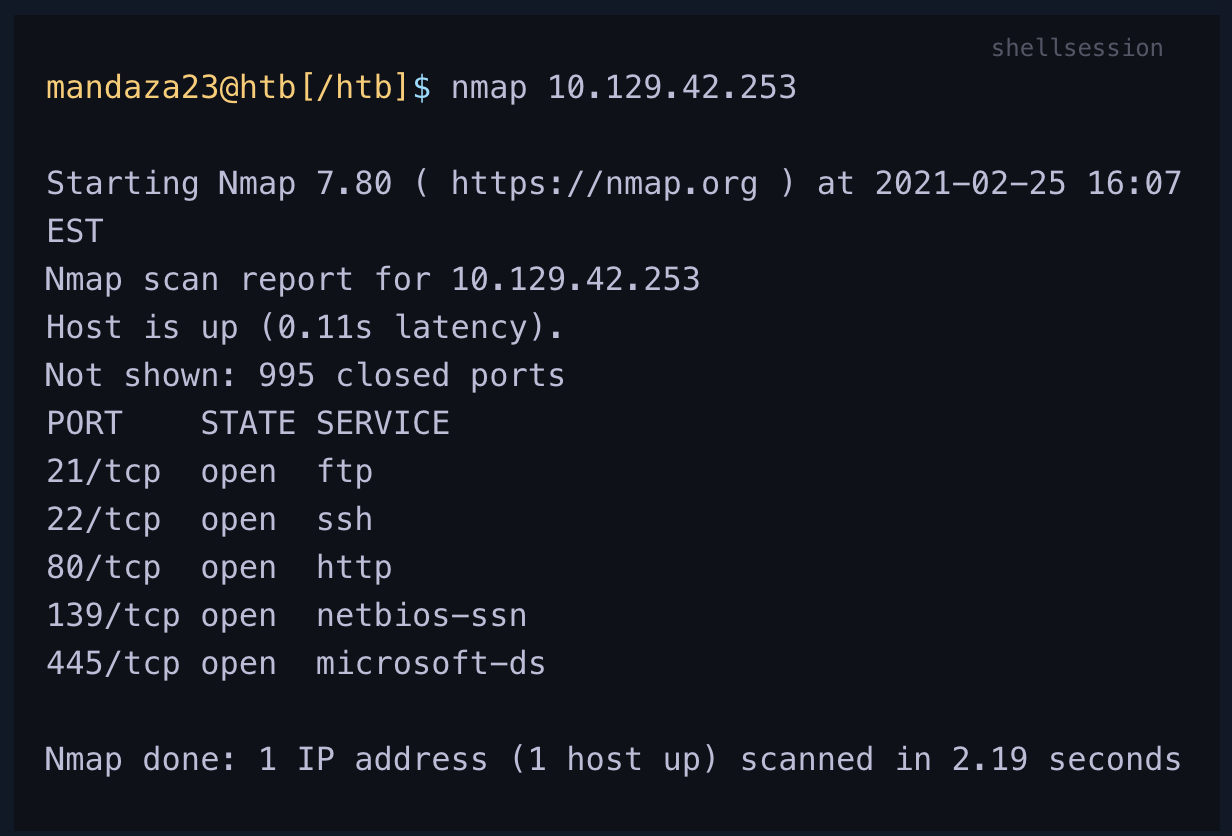 shellsession
mandaza23@htb[/htb]$ nmap 10.129.42.253
Starting Nmap 7.80 ( https://nmap.org ) at 2021-02-25 16:07
EST
Nmap scan report for 10.129.42.253
Host is up (0.11s latency).
Not shown: 995 closed ports
PORT    STATE SERVICE
21/tcp  open  ftp
22/tcp  open  ssh
80/tcp  open  http
139/tcp open  netbios-ssn
445/tcp open  microsoft-ds
Nmap done: 1 IP address (1 host up) scanned in 2.19 seconds